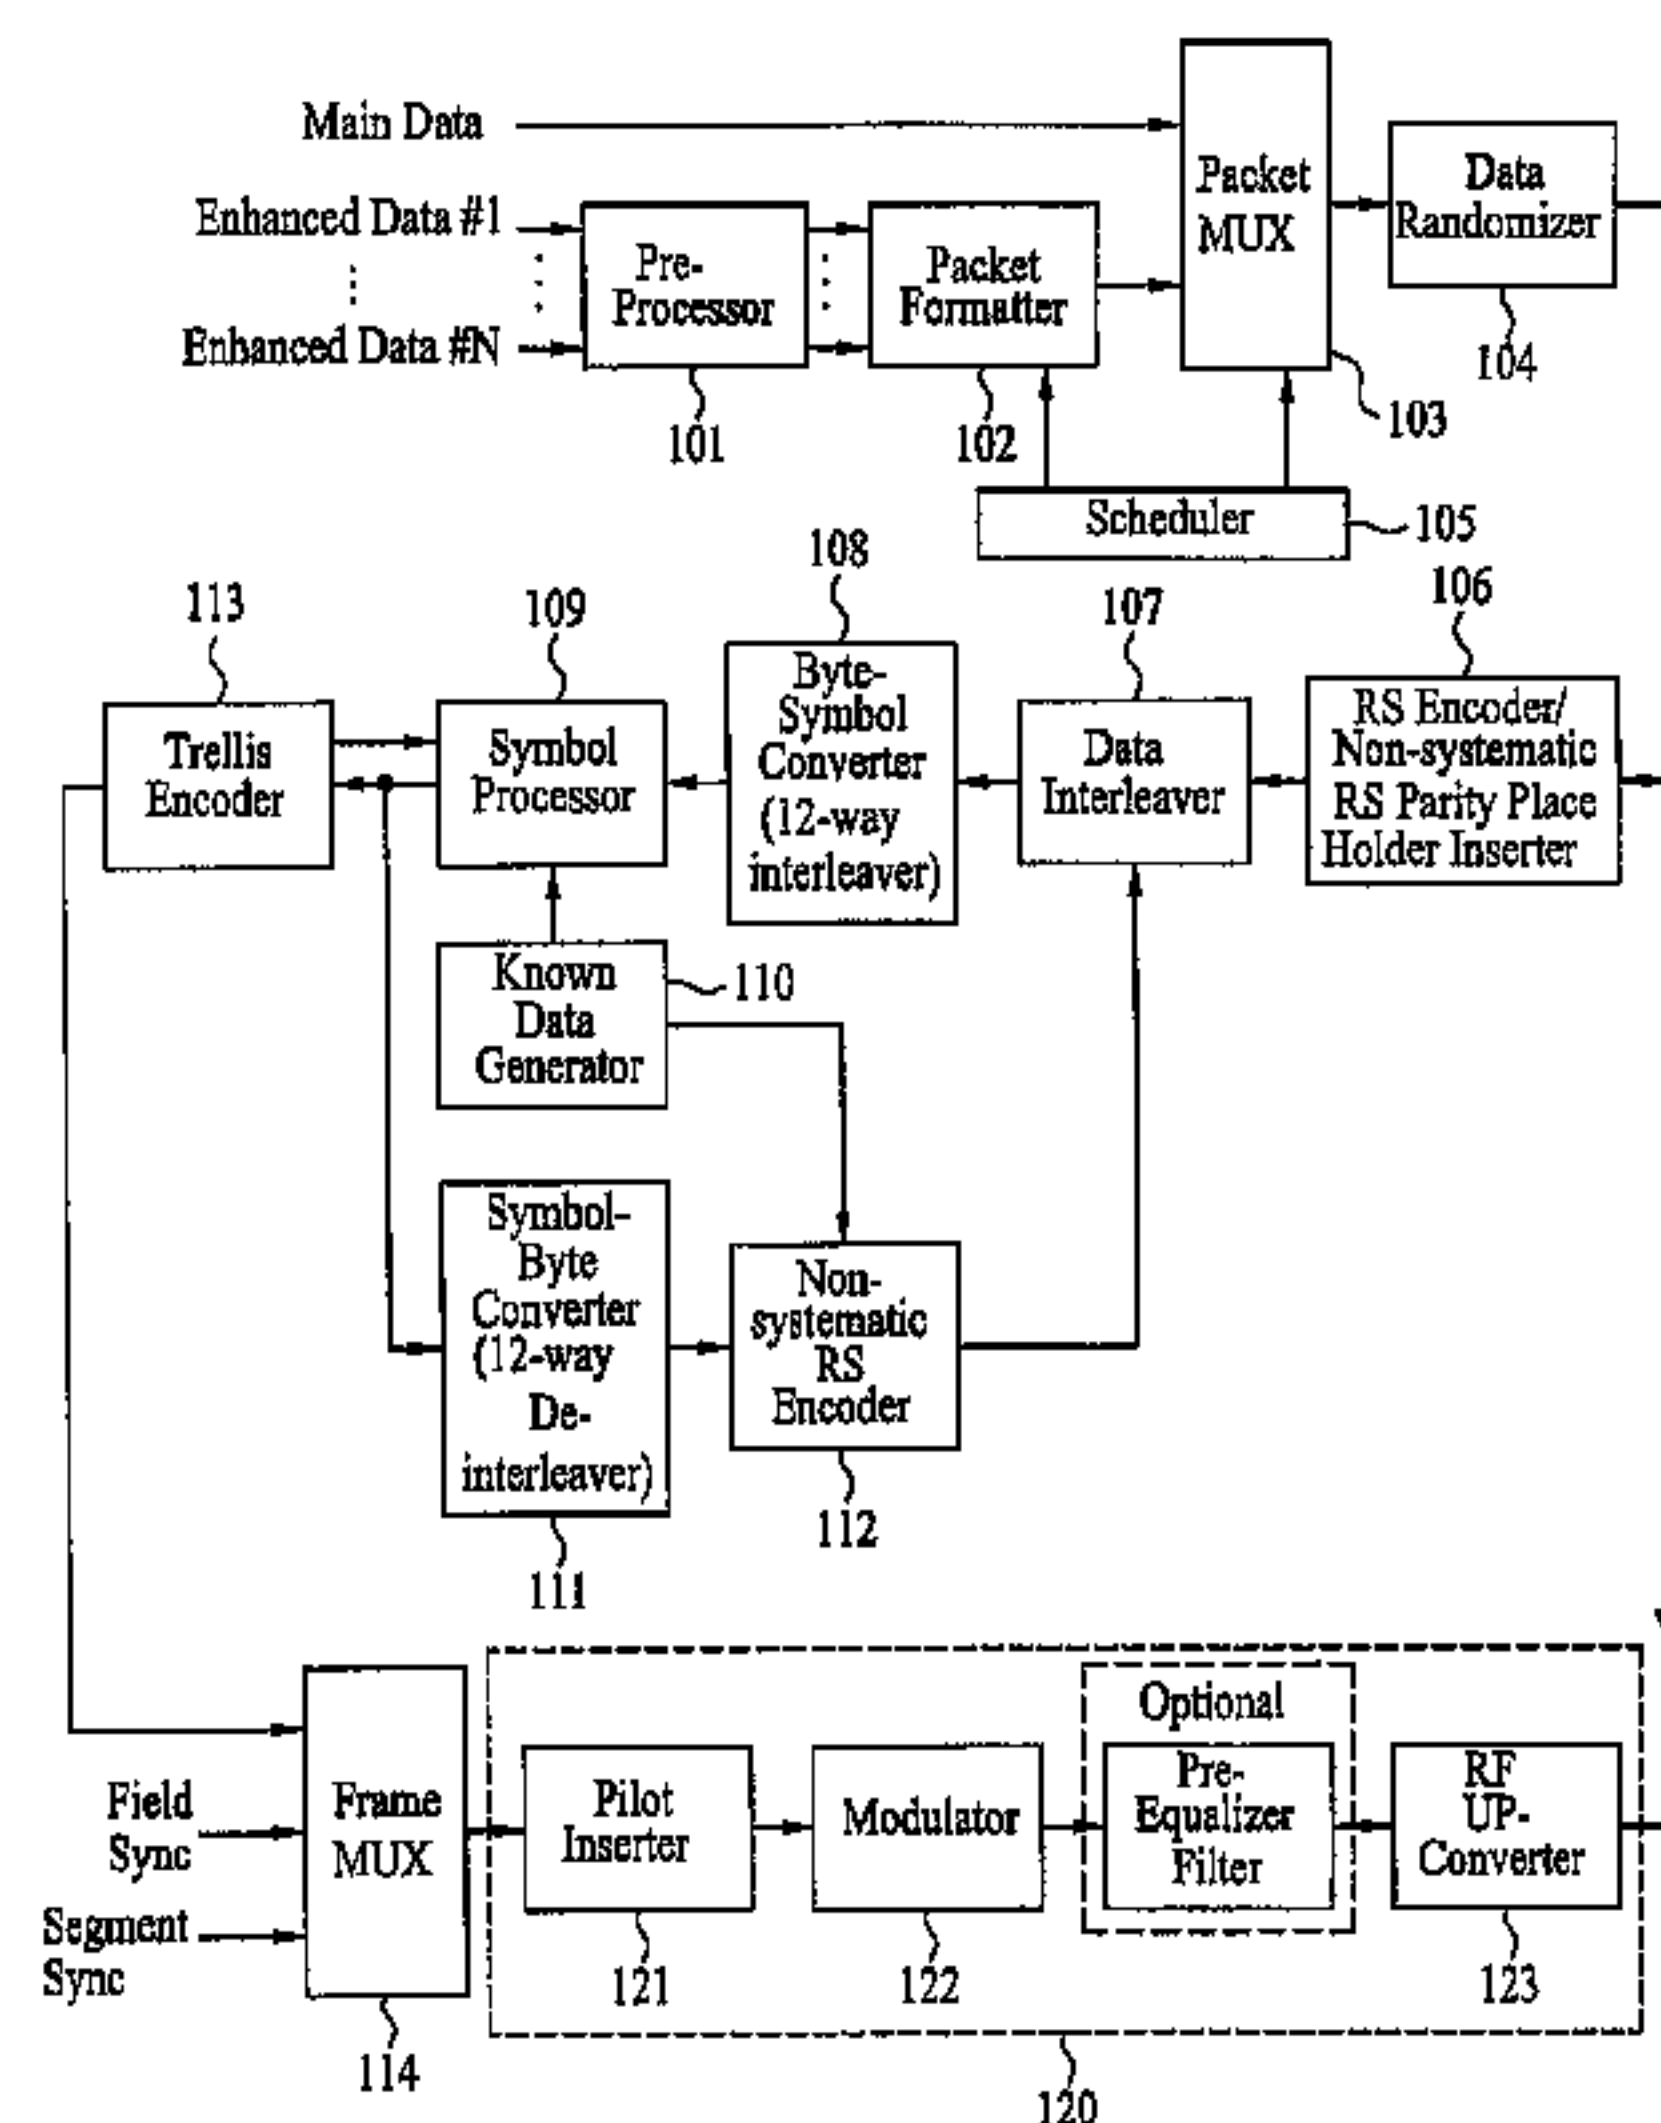 Main Data
Enhanced Data #1
Enhanced Data #N
Pre-
Processor
101
Packet
Formatter
102
Packet
MUX
103
Data
Randomizer
104
Scheduler
105
106
RS Encoder/
Non-systematic
RS Parity Place
Holder Inserter
107
Data
Interleaver
108
Byte-
Symbol
Converter
(12-way
interleaver)
109
Symbol
Processor
113
Trellis
Encoder
Known
Data
Generator
110
Symbol-
Byte
Converter
(12-way
De-
interleaver)
111
Non-
systematic
RS
Encoder
112
Field
Sync
Segment
Sync
Frame
MUX
114
Pilot
Inserter
121
Modulator
122
Optional
Pre-
Equalizer
Filter
RF
UP-
Converter
123
120